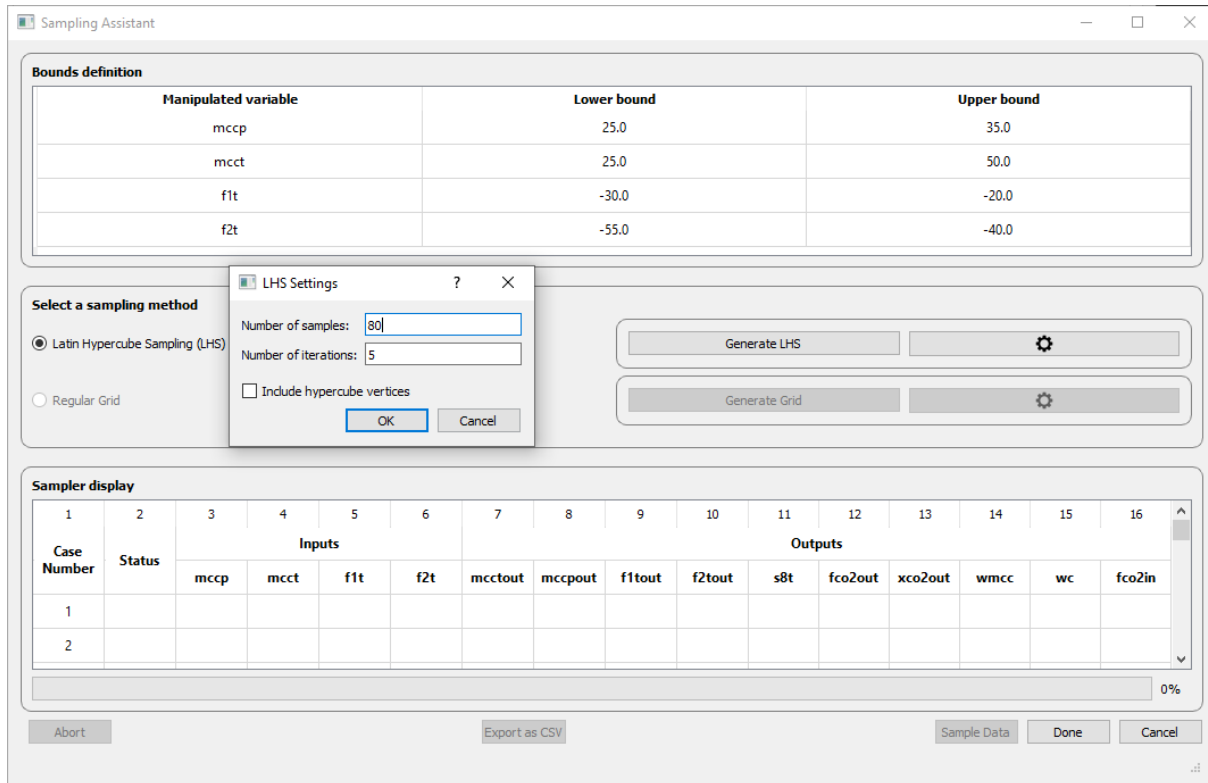 Sampling Assistant
Bounds definition
Manipulated variable Lower bound Upper bound
mccp 25.0 35.0
mcct 25.0 50.0
f1t -30.0 -20.0
f2t -55.0 -40.0
LHS Settings ?
Number of samples: 80
Number of iterations: 5
Include hypercube vertices
OK Cancel
Select a sampling method
Latin Hypercube Sampling (LHS) Generate LHS
Regular Grid Generate Grid
Sampler display
1 2 3 4 5 6 7 8 9 10 11 12 13 14 15 16
Case Number Status Inputs Outputs
mccp mcct f1t f2t mcctout mccpout f1tout f2tout s8t fco2out xco2out wmcc wc fco2in
1
2
0%
Abort Export as CSV Sample Data Done Cancel